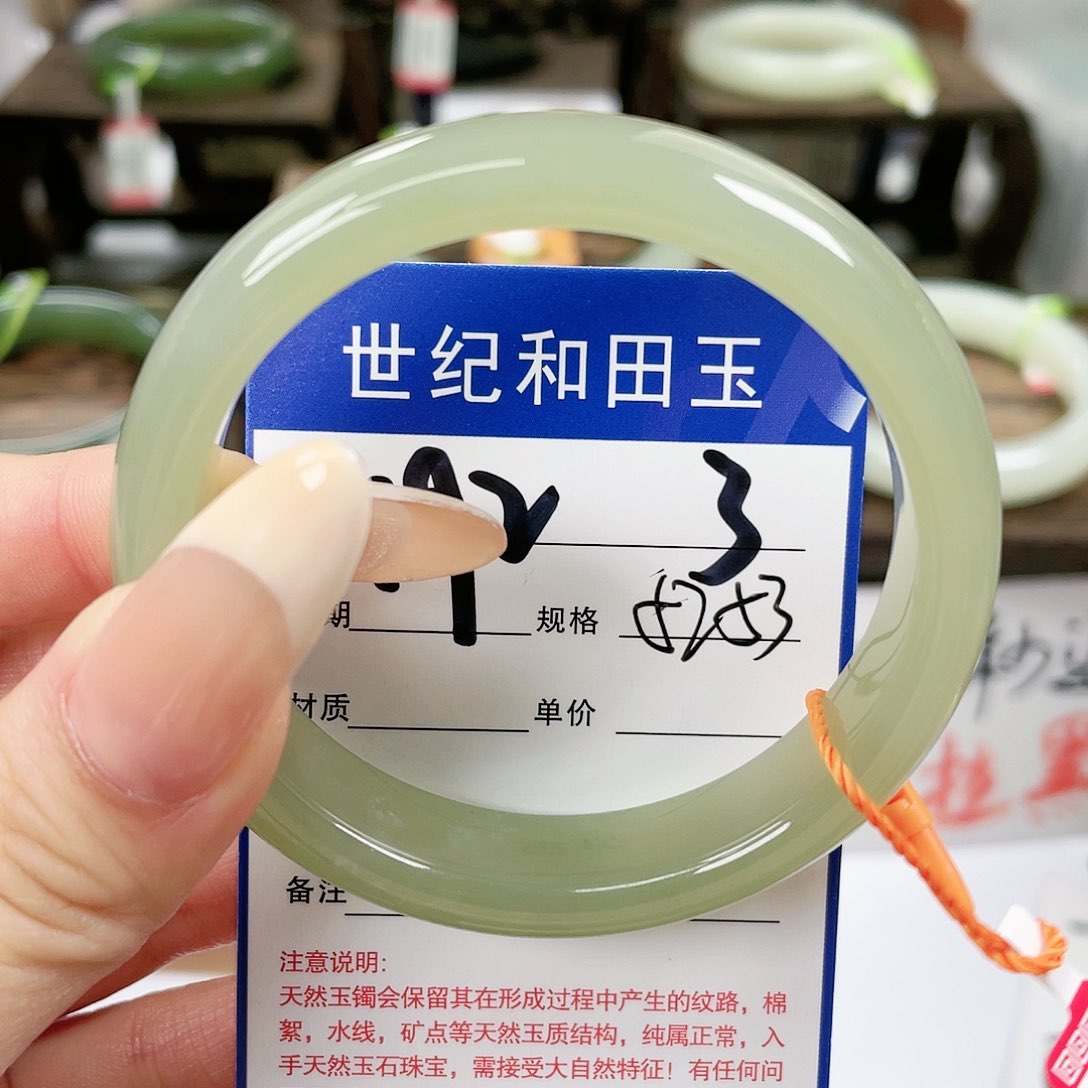 世纪和田玉
3
期 规格
材质 单价
备注
注意说明:
天然玉镯会保留其在形成过程中产生的纹路，棉
絮，水线，矿点等天然玉质结构，纯属正常，入
手天然玉石珠宝，需接受大自然特征！有任何问